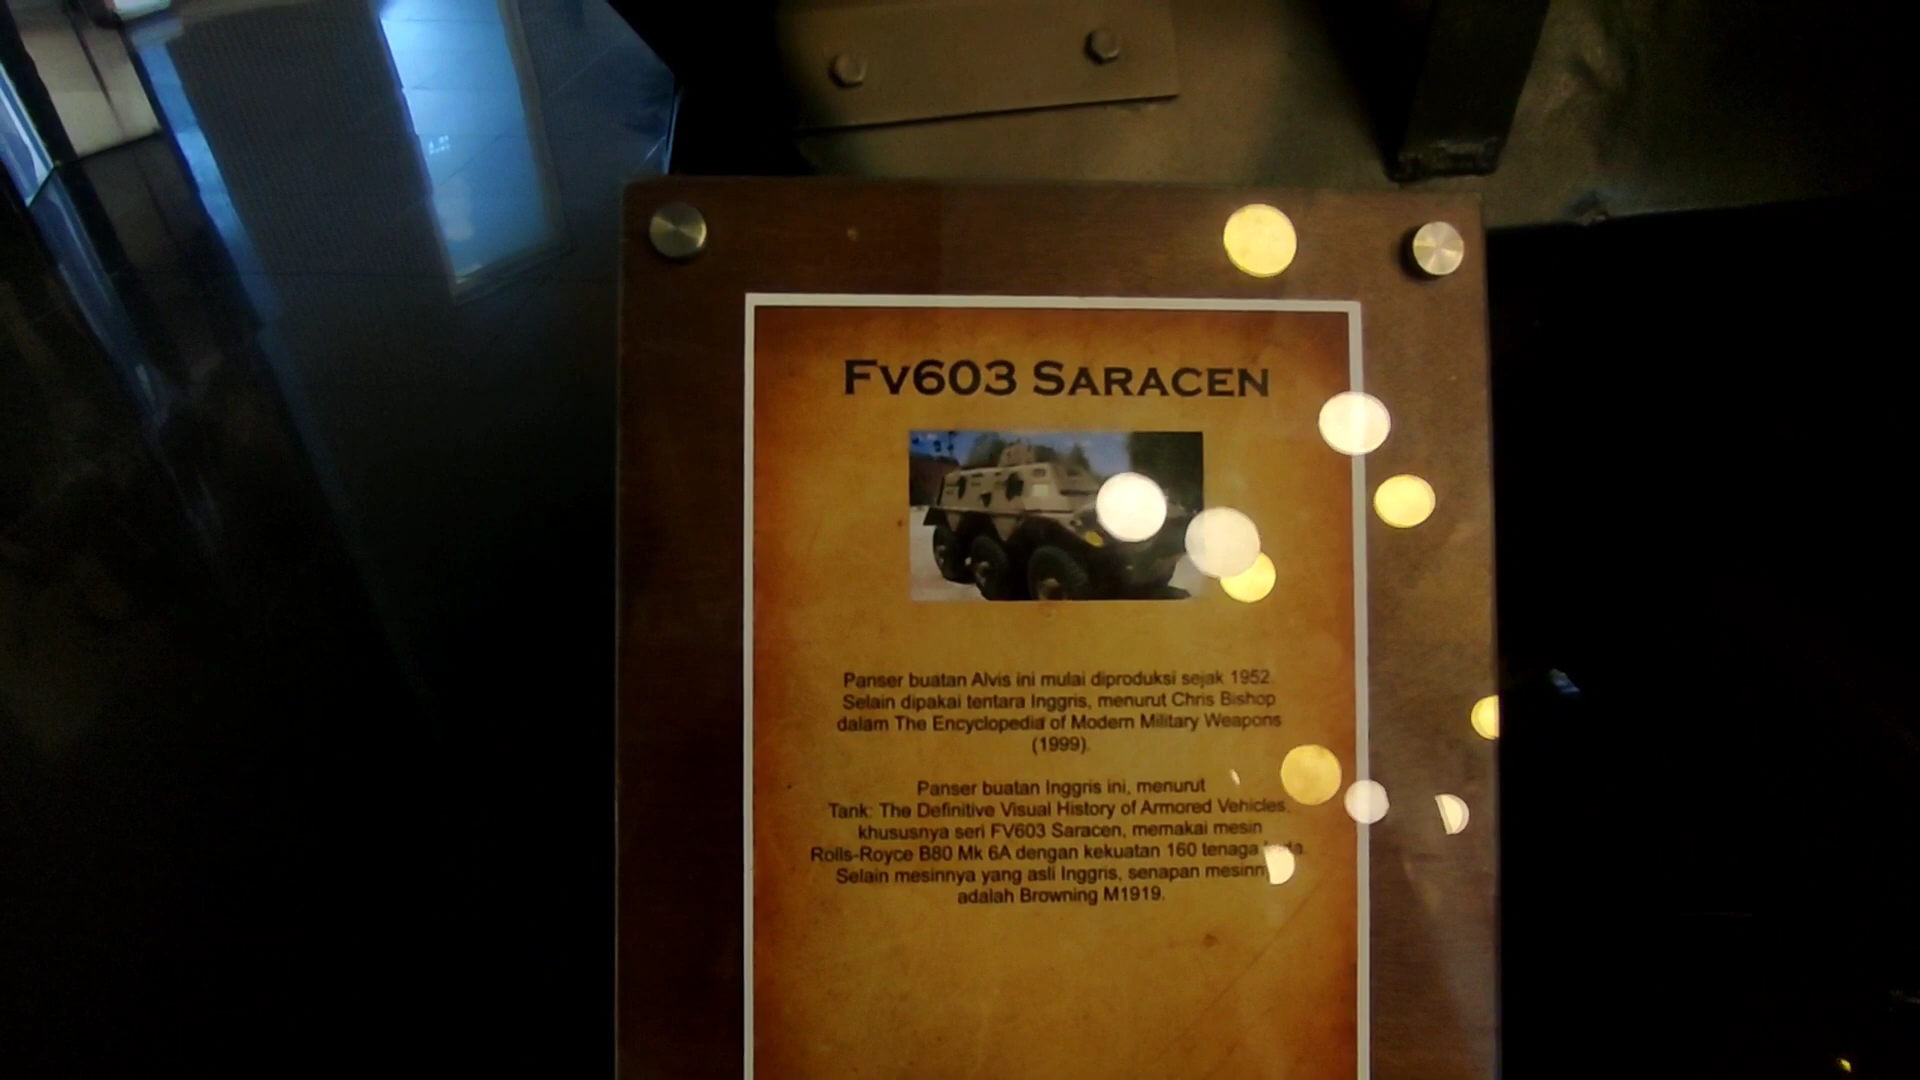 FV603 SARACEN
Panser buatan Alvis ini mulai diproduksi sejak 1952.
Selain dipakai tentara Inggris, menurut Chris Bishop
dalam The Encyclopedia of Modern Military Weapons
(1999).
Panser buatan Inggris ini, menurut
Tank: The Definitive Visual History of Armored Vehicles,
khususnya seri FV603 Saracen, memakai mesin
Rolls-Royce B80 Mk 6A dengan kekuatan 160 tenaga
Selain mesinnya yang asli Inggris, senapan
adalah Browning M1919.